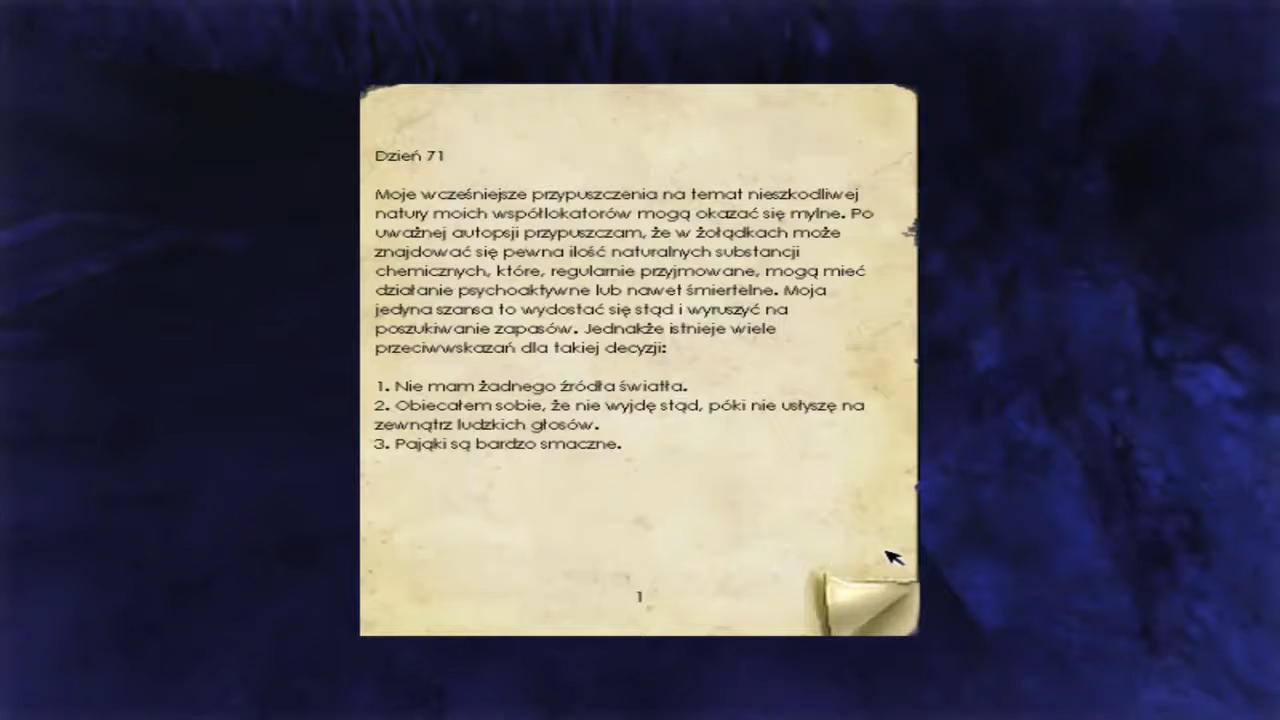 Dzień 71
Moje wcześniejsze przypuszczenia na temat nieszkodliwej
natury moich współlokatorów mogą okazać się mylne. Po
uważnej autopsji przypuszczam, że w żołądkach może
znajdować się pewna ilość naturalnych substancji
chemicznych, które, regularnie przyjmowane, mogą mieć
działanie psychoaktywne lub nawet śmiertelne. Moja
jedyna szansa to wydostać się stąd i wyruszyć na
poszukiwanie zapasów. Jednakże istnieje wiele
przeciwwskazań dla takiej decyzji:
1. Nie mam żadnego źródła światła.
2. Obiecałem sobie, że nie wyjdę stąd, póki nie usłyszę na
zewnątrz ludzkich głosów.
3. Pająki są bardzo smaczne.
1